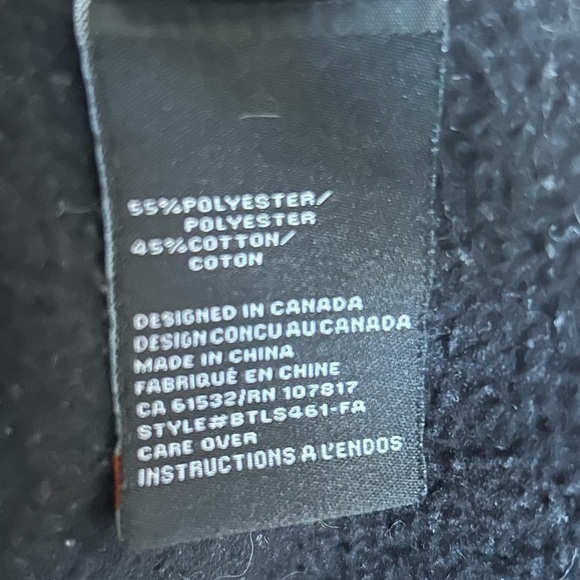 55%POLYESTER/
POLYESTER
45%COTTON/
COTON
DESIGNED IN CANADA
DESIGN CONCU AU CANADA
MADE IN CHINA
FABRIQUÉ EN CHINE
CA 61532/RN 107817
STYLE#BTLS461-FA
CARE OVER
INSTRUCTIONS A L'ENDOS